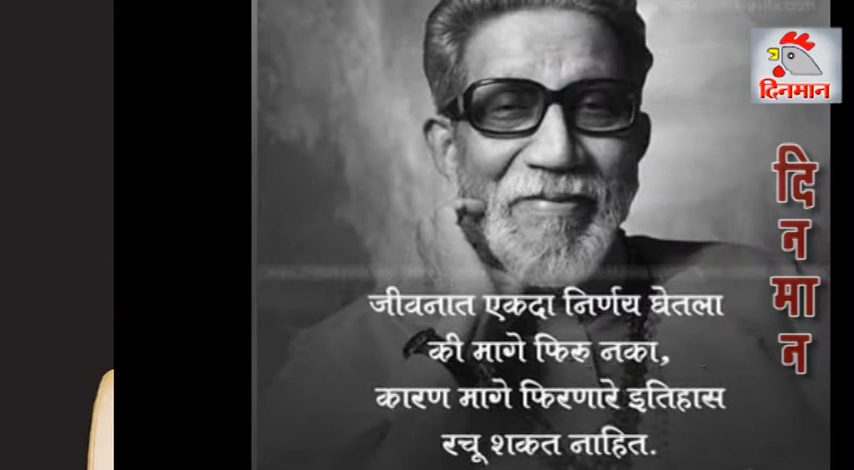 दिनमान
दि
न
मा
न
जीवनात एकदा निर्णय घेतला
की मागे फिरु नका,
कारण मागे फिरणारे इतिहास
रचू शकत नाहित.